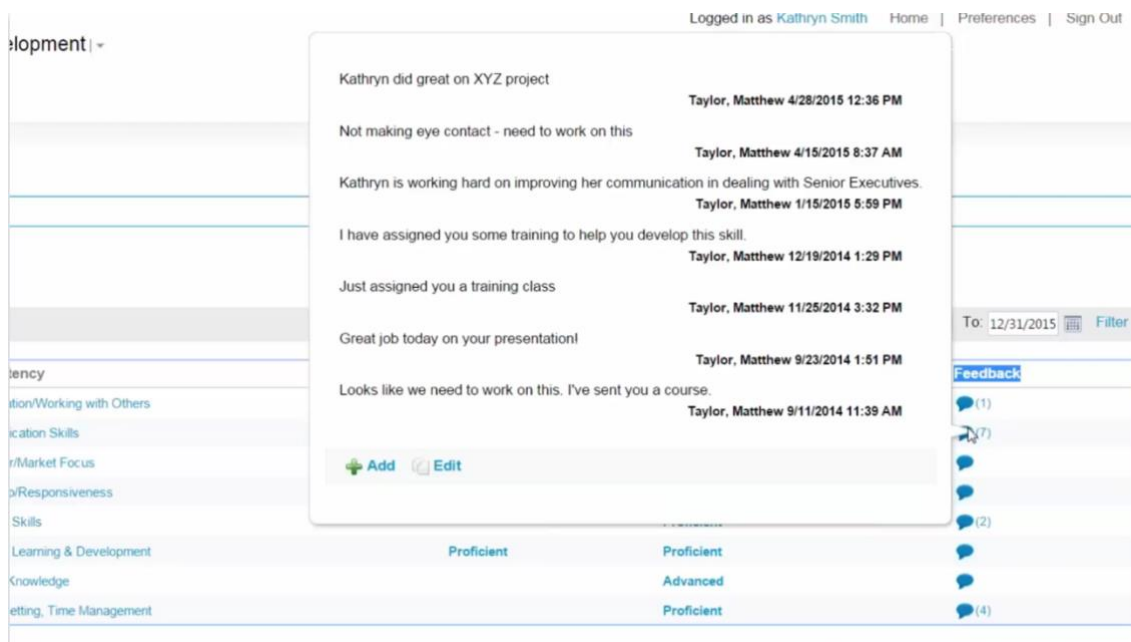 Logged in as Kathryn Smith Home | Preferences | Sign Out
elopment
Kathryn did great on XYZ project
Taylor, Matthew 4/28/2015 12:36 PM
Not making eye contact - need to work on this
Taylor, Matthew 4/15/2015 8:37 AM
Kathryn is working hard on improving her communication in dealing with Senior Executives.
Taylor, Matthew 1/15/2015 5:59 PM
I have assigned you some training to help you develop this skill.
Taylor, Matthew 12/19/2014 1:29 PM
Just assigned you a training class
Taylor, Matthew 11/25/2014 3:32 PM
Great job today on your presentation!
Taylor, Matthew 9/23/2014 1:51 PM
Looks like we need to work on this. I've sent you a course.
Taylor, Matthew 9/11/2014 11:39 AM
Add Edit
To: 12/31/2015 Filter
tency Feedback
tion/Working with Others (1)
ication Skills (7)
r/Market Focus
o/Responsiveness
Skills (2)
Learning & Development Proficient Proficient
Knowledge Advanced
etting, Time Management Proficient (4)